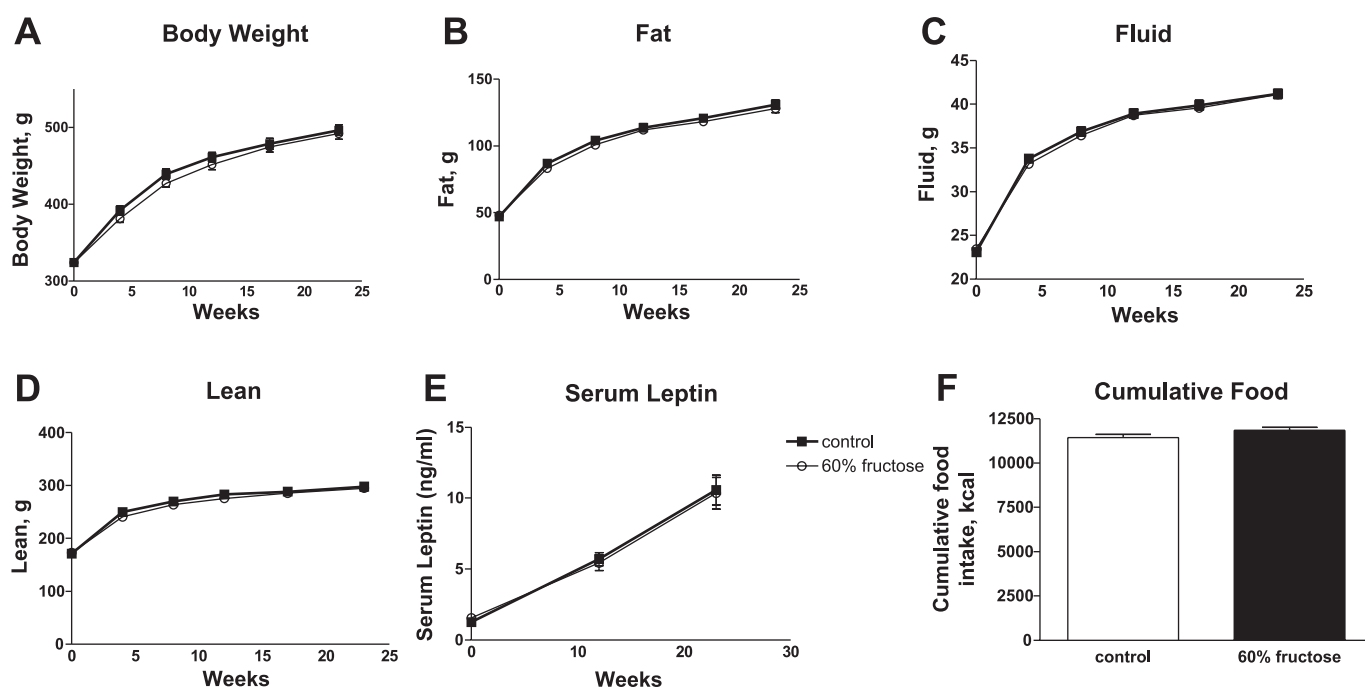 A Body Weight
Body Weight, g
500
400
300
0 5 10 15 20 25
Weeks
B Fat
Fat, g
150
100
50
0
0 5 10 15 20 25
Weeks
C Fluid
Fluid, g
45
40
35
30
25
20
0 5 10 15 20 25
Weeks
D Lean
Lean, g
400
300
200
100
0
0 5 10 15 20 25
Weeks
E Serum Leptin
Serum Leptin (ng/ml)
15
10
5
0
0 10 20 30
Weeks
control
60% fructose
F Cumulative Food
Cumulative food
intake, kcal
12500
10000
7500
5000
2500
0
control 60% fructose